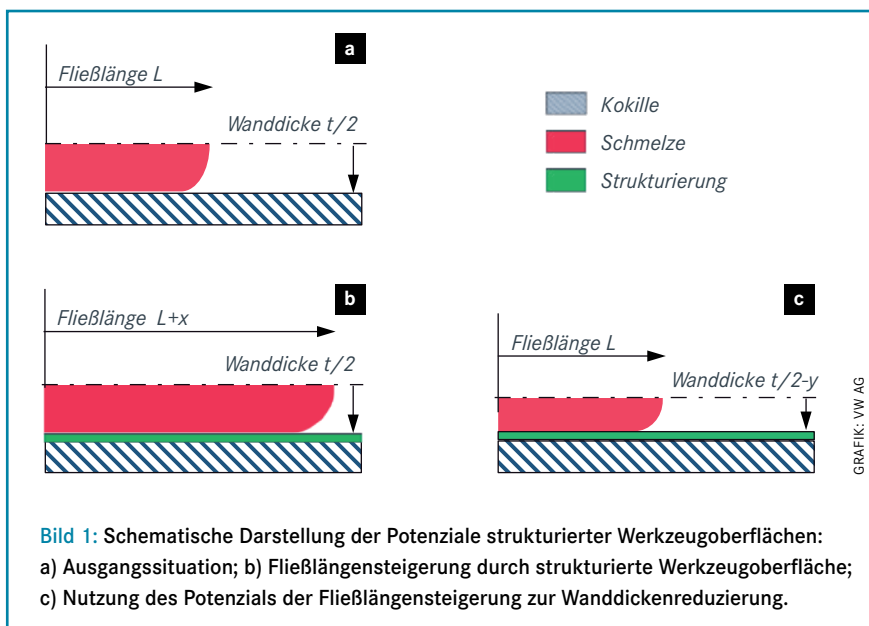 a
Fließlänge L
Wanddicke t/2
Kokille
Schmelze
Strukturierung
b
Fließlänge L+x
Wanddicke t/2
c
Fließlänge L
Wanddicke t/2-y
GRAFIK: VW AG
Bild 1: Schematische Darstellung der Potenziale strukturierter Werkzeugoberflächen:
a) Ausgangssituation; b) Fließlängensteigerung durch strukturierte Werkzeugoberfläche;
c) Nutzung des Potenzials der Fließlängensteigerung zur Wanddickenreduzierung.